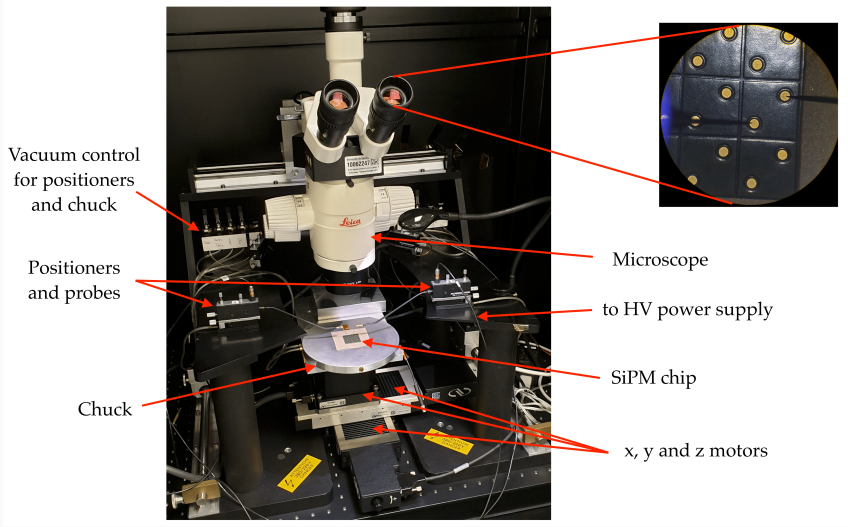 Vacuum control
for positioners
and chuck
Positioners
and probes
Chuck
10002247
Leica
Microscope
to HV power supply
SiPM chip
x, y and z motors